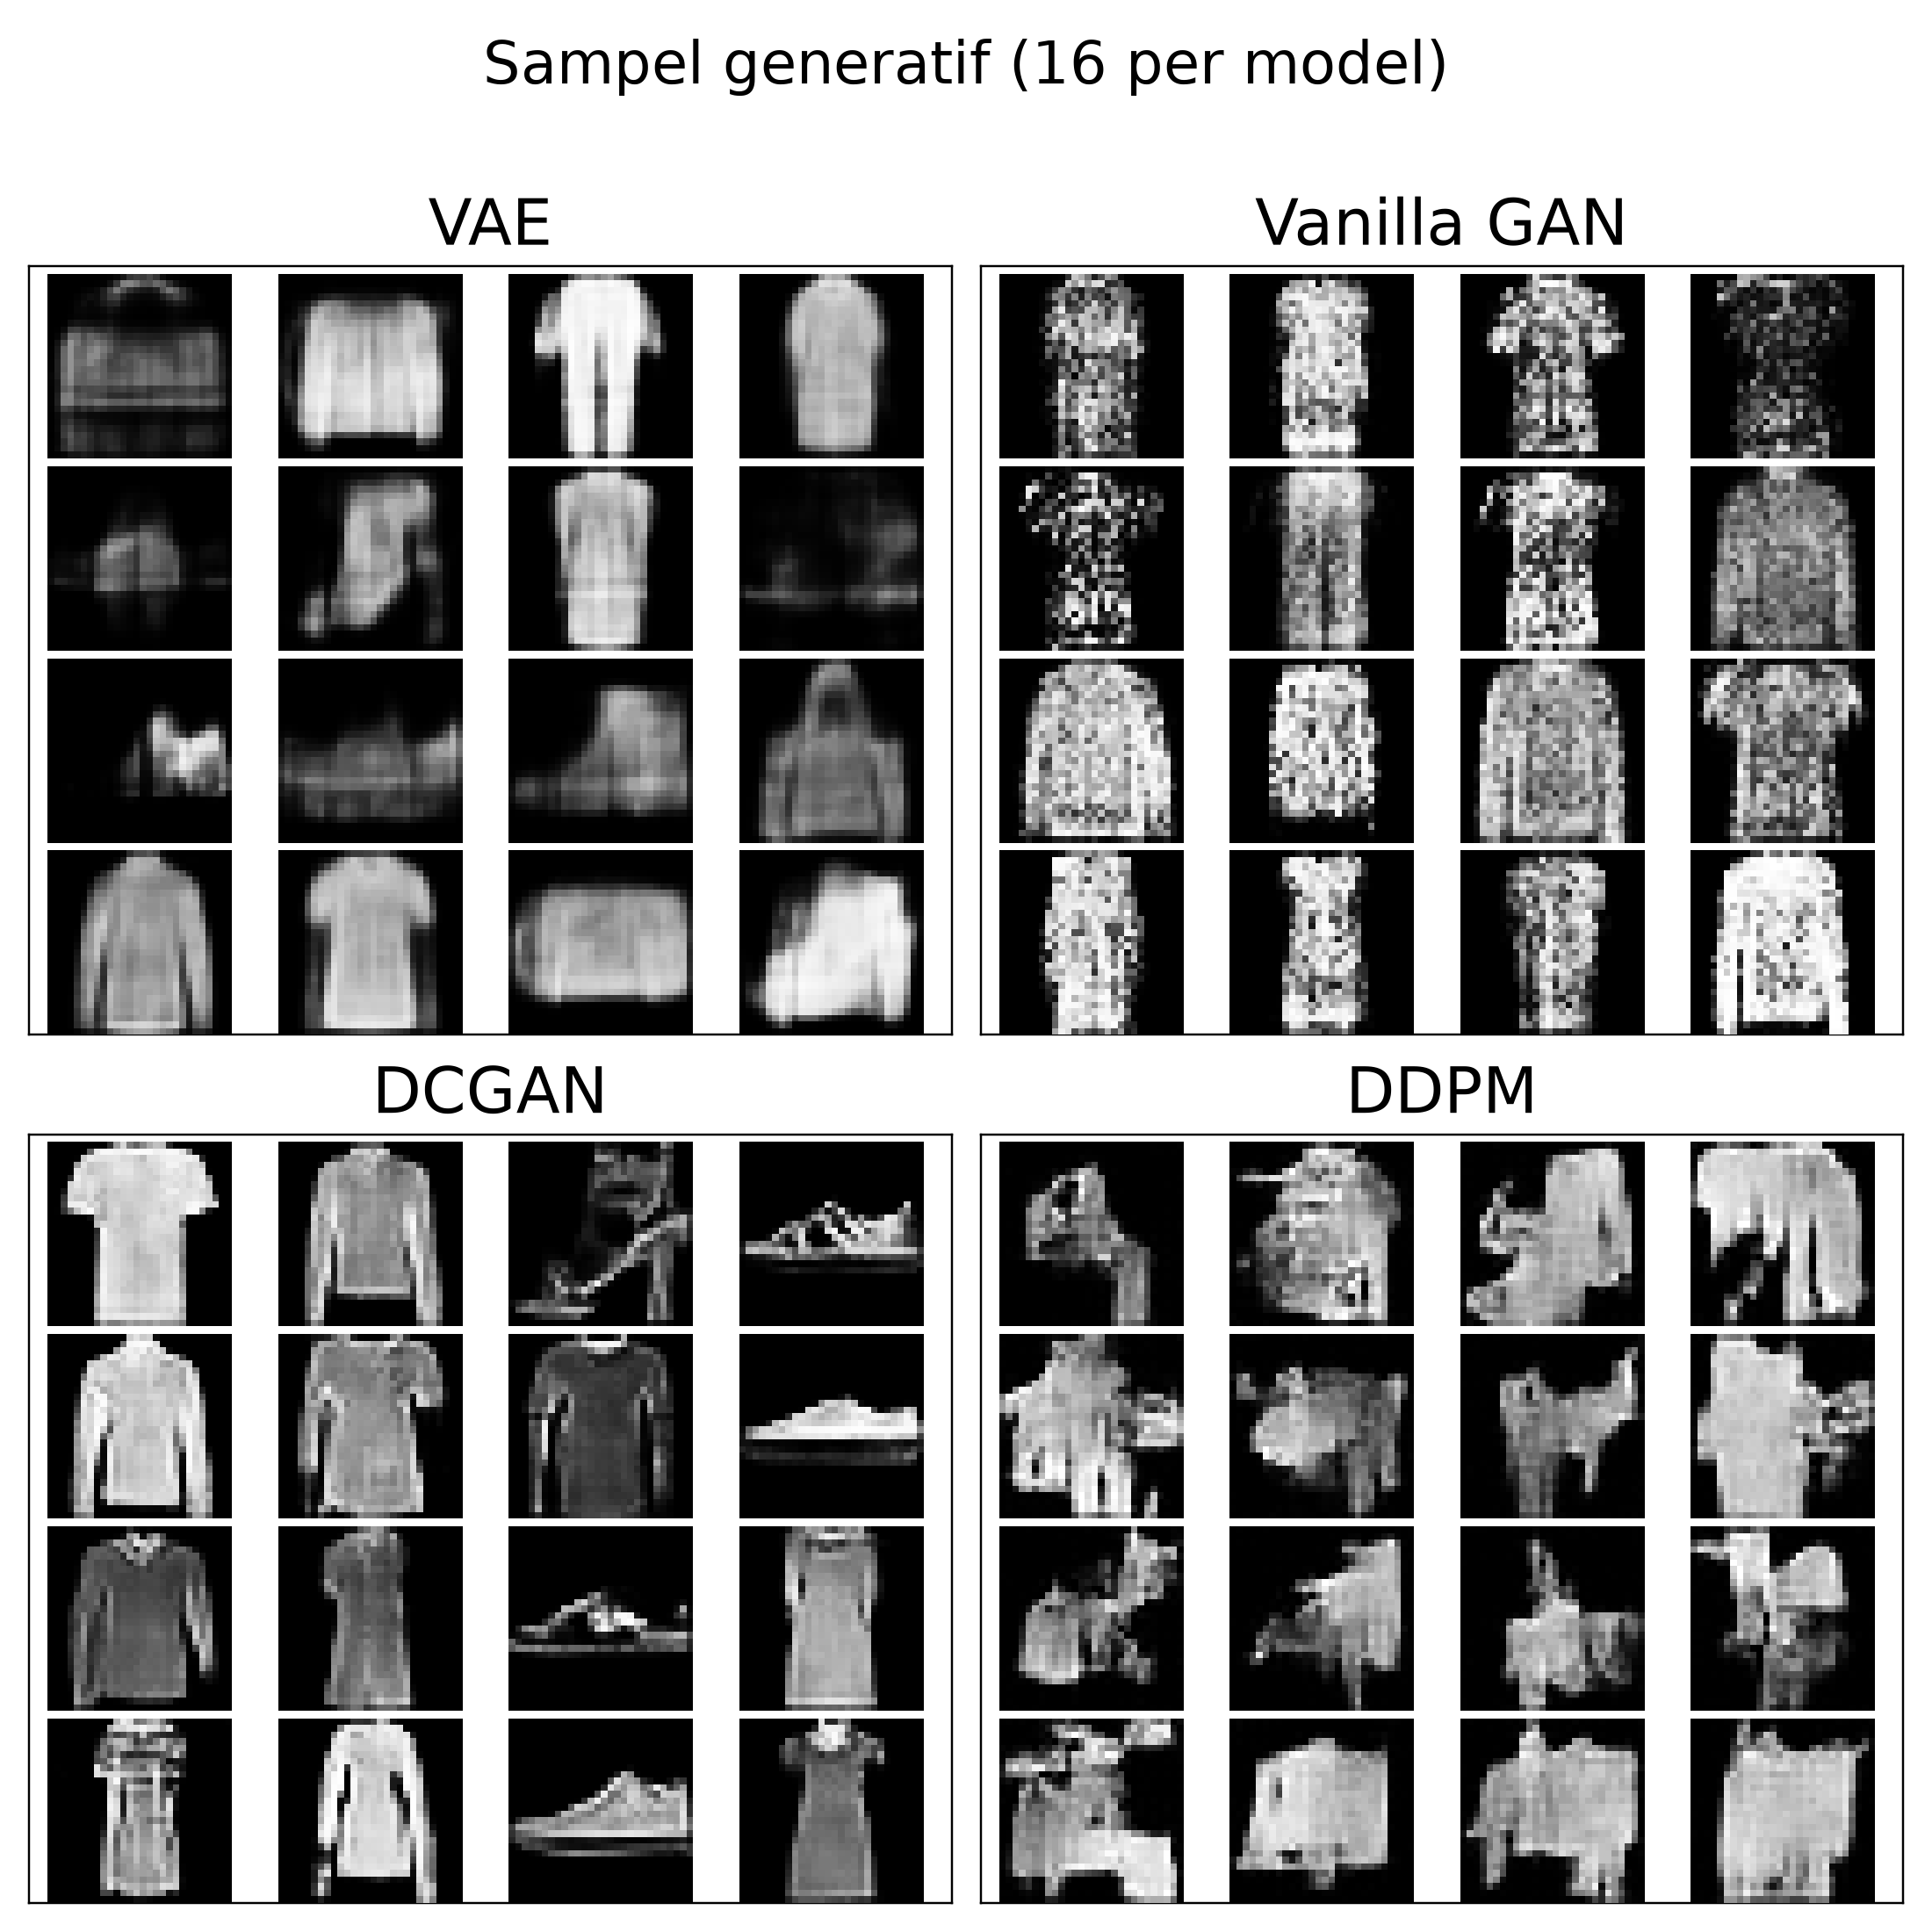 Sampel generatif (16 per model)
VAE
Vanilla GAN
DCGAN
DDPM